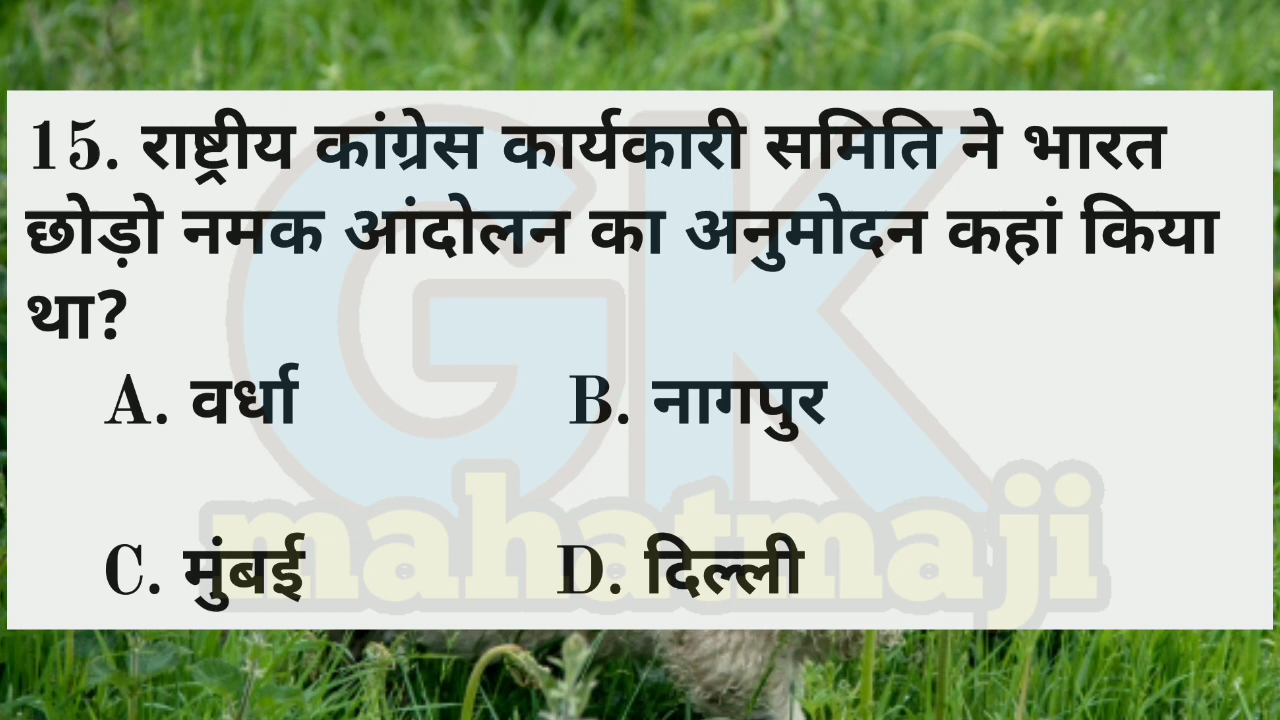 15. राष्ट्रीय कांग्रेस कार्यकारी समिति ने भारत
छोड़ो नमक आंदोलन का अनुमोदन कहां किया
था?
A. वर्धा B. नागपुर
C. मुंबई D. दिल्ली
GK
mahatmaji